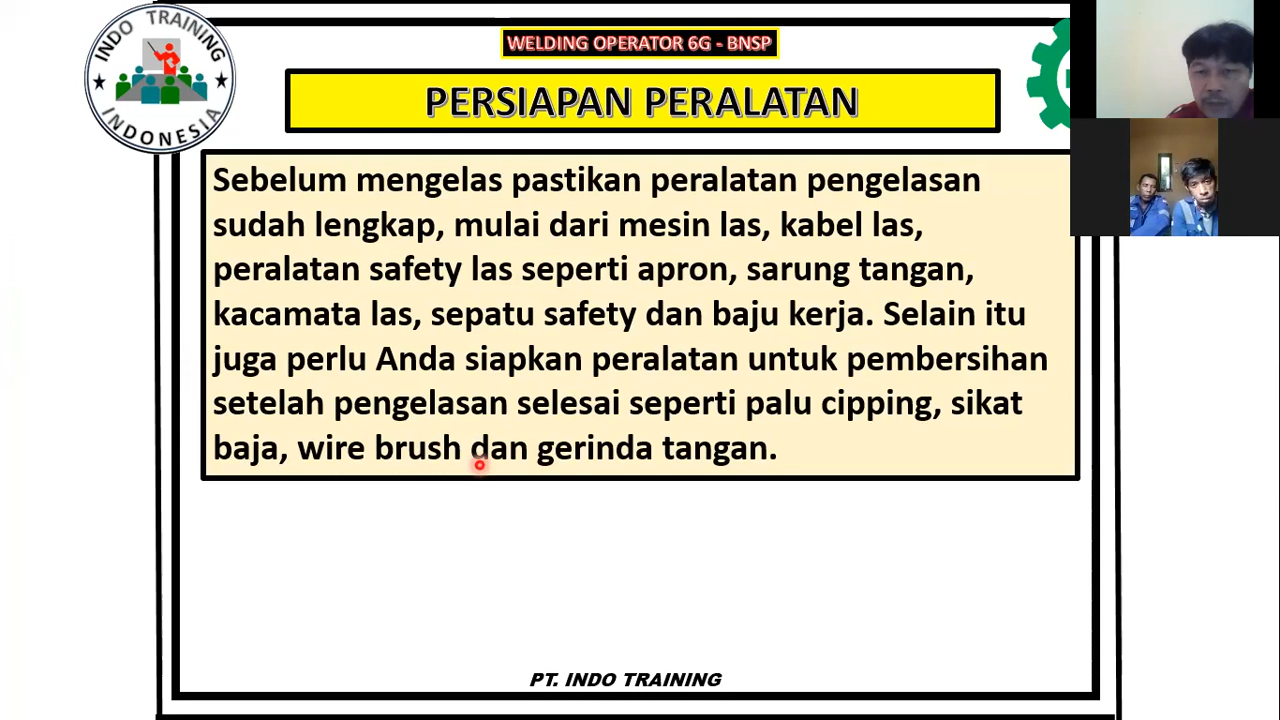 INDO TRAINING
INDONESIA
WELDING OPERATOR 6G - BNSP
PERSIAPAN PERALATAN
Sebelum mengelas pastikan peralatan pengelasan
sudah lengkap, mulai dari mesin las, kabel las,
peralatan safety las seperti apron, sarung tangan,
kacamata las, sepatu safety dan baju kerja. Selain itu
juga perlu Anda siapkan peralatan untuk pembersihan
setelah pengelasan selesai seperti palu cipping, sikat
baja, wire brush dan gerinda tangan.
PT. INDO TRAINING